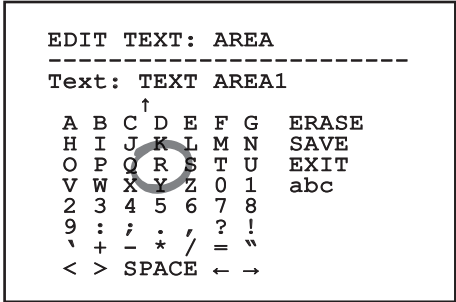 EDIT TEXT: AREA
------------------------
Text: TEXT AREA1
↑
A B C D E F G ERASE
H I J K L M N SAVE
O P Q R S T U EXIT
V W X Y Z 0 1 abc
2 3 4 5 6 7 8
9 : ; . , ? !
‘ + - * / = “
< > SPACE ← →